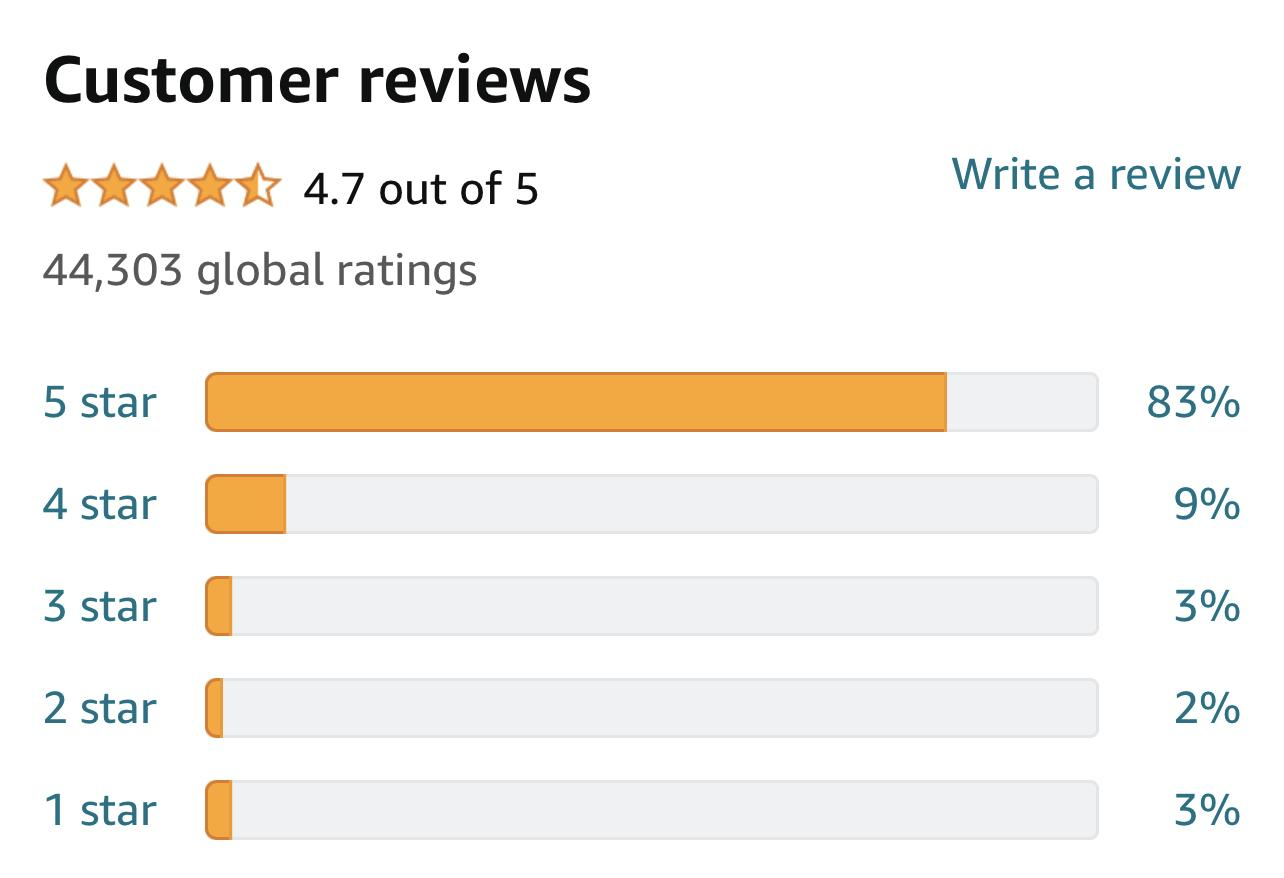 Customer reviews
4.7 out of 5
Write a review
44,303 global ratings
5 star 83%
4 star 9%
3 star 3%
2 star 2%
1 star 3%